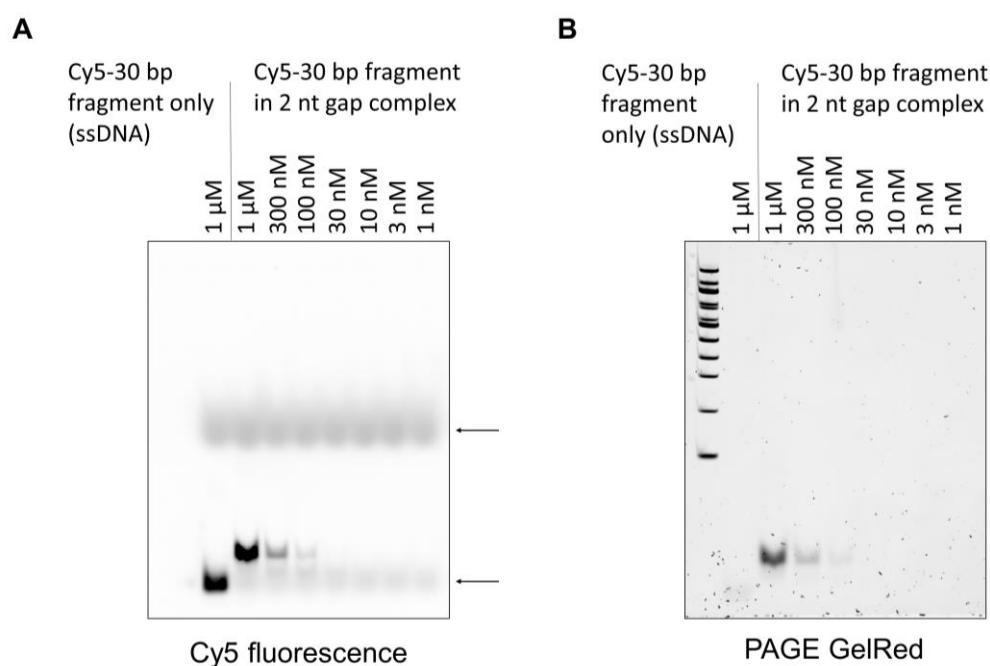 A
Cy5-30 bp
fragment only
(ssDNA)
Cy5-30 bp fragment
in 2 nt gap complex
1 µM
1 µM
300 nM
100 nM
30 nM
10 nM
3 nM
1 nM
Cy5 fluorescence
B
Cy5-30 bp
fragment
only (ssDNA)
Cy5-30 bp fragment
in 2 nt gap complex
1 µM
1 µM
300 nM
100 nM
30 nM
10 nM
3 nM
1 nM
PAGE GelRed